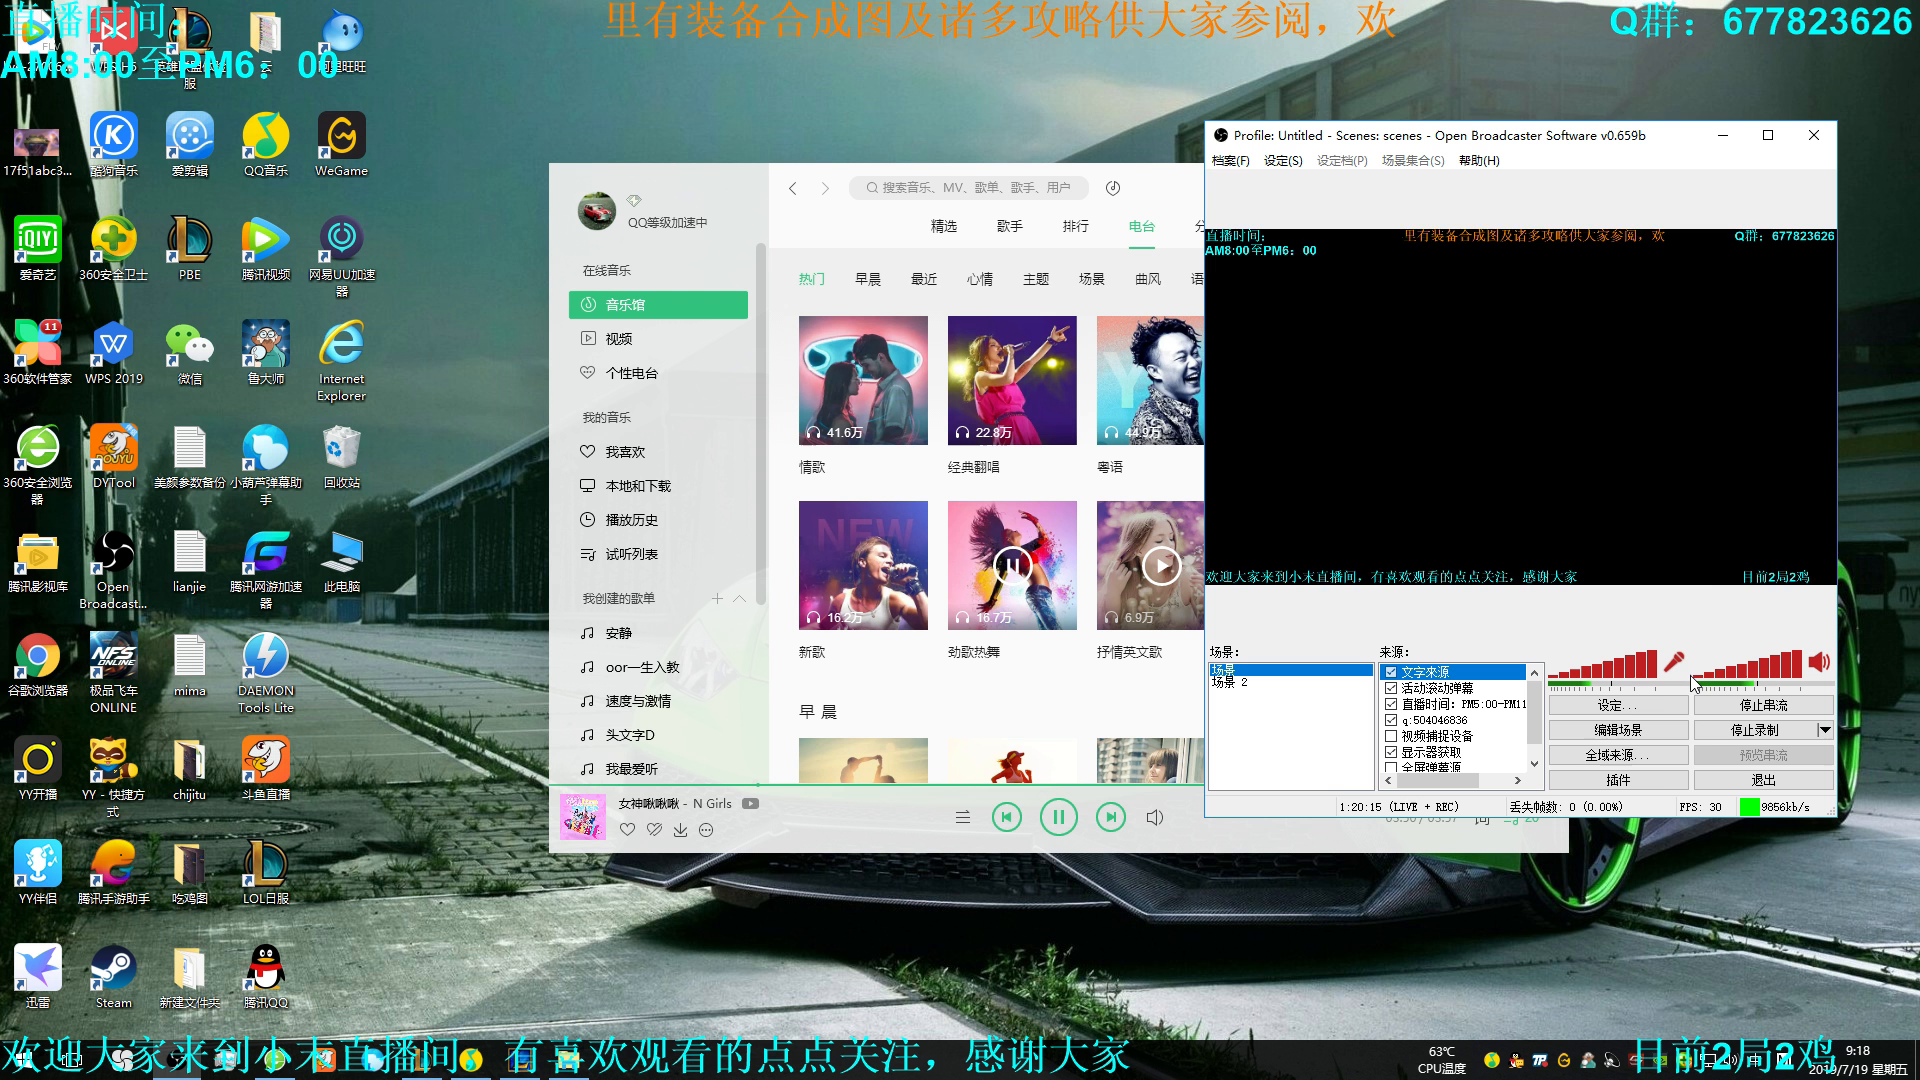 直播时间:
AM8:00至PM6: 00
里有装备合成图及诸多攻略供大家参阅，欢
Q群: 677823626
阿里旺旺
17f51abc3...
酷狗音乐
爱剪辑
QQ音乐
WeGame
爱奇艺
360安全卫士
PBE
腾讯视频
网易UU加速器
11
360软件管家
WPS 2019
微信
鲁大师
Internet Explorer
360安全浏览器
DYTool
美颜参数备份
小葫芦弹幕助手
回收站
腾讯影视库
Open Broadcast...
lianjie
腾讯网游加速器
此电脑
谷歌浏览器
极品飞车 ONLINE
mima
DAEMON Tools Lite
YY开播
YY - 快捷方式
chijitu
斗鱼直播
YY伴侣
腾讯手游助手
吃鸡图
LOL日服
迅雷
Steam
新建文件夹
腾讯QQ
QQ等级加速中
在线音乐
音乐馆
视频
个性电台
我的音乐
我喜欢
本地和下载
播放历史
试听列表
我创建的歌单
安静
oor一生入教
速度与激情
头文字D
我最爱听
搜索音乐、MV、歌单、歌手、用户
精选 歌手 排行 电台
热门 早晨 最近 心情 主题 场景 曲风
41.6万 22.8万 44.9万
情歌 经典翻唱 粤语
NEW
16.2万 16.7万 6.9万
新歌 劲歌热舞 抒情英文歌
早晨
女神啾啾啾 - N Girls
Profile: Untitled - Scenes: scenes - Open Broadcaster Software v0.659b
档案(F) 设定(S) 设定档(P) 场景集合(S) 帮助(H)
直播时间:
里有装备合成图及诸多攻略供大家参阅，欢
Q群: 677823626
AM8:00至PM6: 00
欢迎大家来到小末直播间，有喜欢观看的点点关注，感谢大家
目前2局2鸡
场景:
场景
场景 2
来源:
文字來源
活动滚动弹幕
直播时间: PM5:00-PM11
q:504046836
视频捕捉设备
显示器获取
全屏弹幕源
设定...
停止串流
编辑场景
停止录制
全域来源...
预览串流
插件
退出
1:20:15 (LIVE + REC)
丢失帧数: 0 (0.00%)
FPS: 30
9856kb/s
欢迎大家来到小末直播间，有喜欢观看的点点关注，感谢大家
目前2局2鸡
63℃
CPU温度
9:18
2019/7/19 星期五